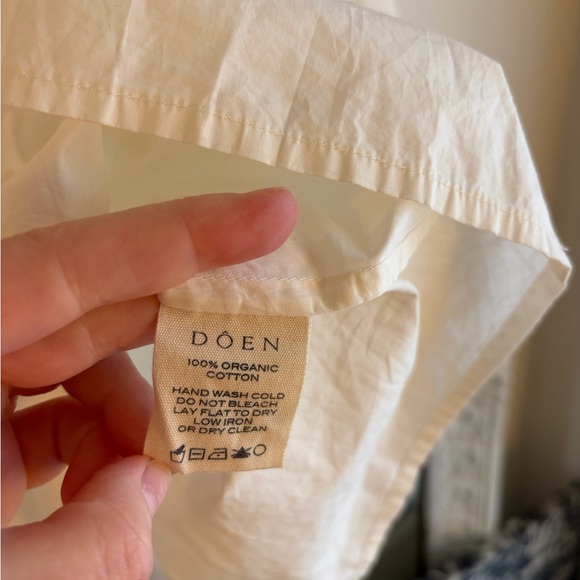 DÔEN
100% ORGANIC
COTTON
HAND WASH COLD
DO NOT BLEACH
LAY FLAT TO DRY
LOW IRON
OR DRY CLEAN